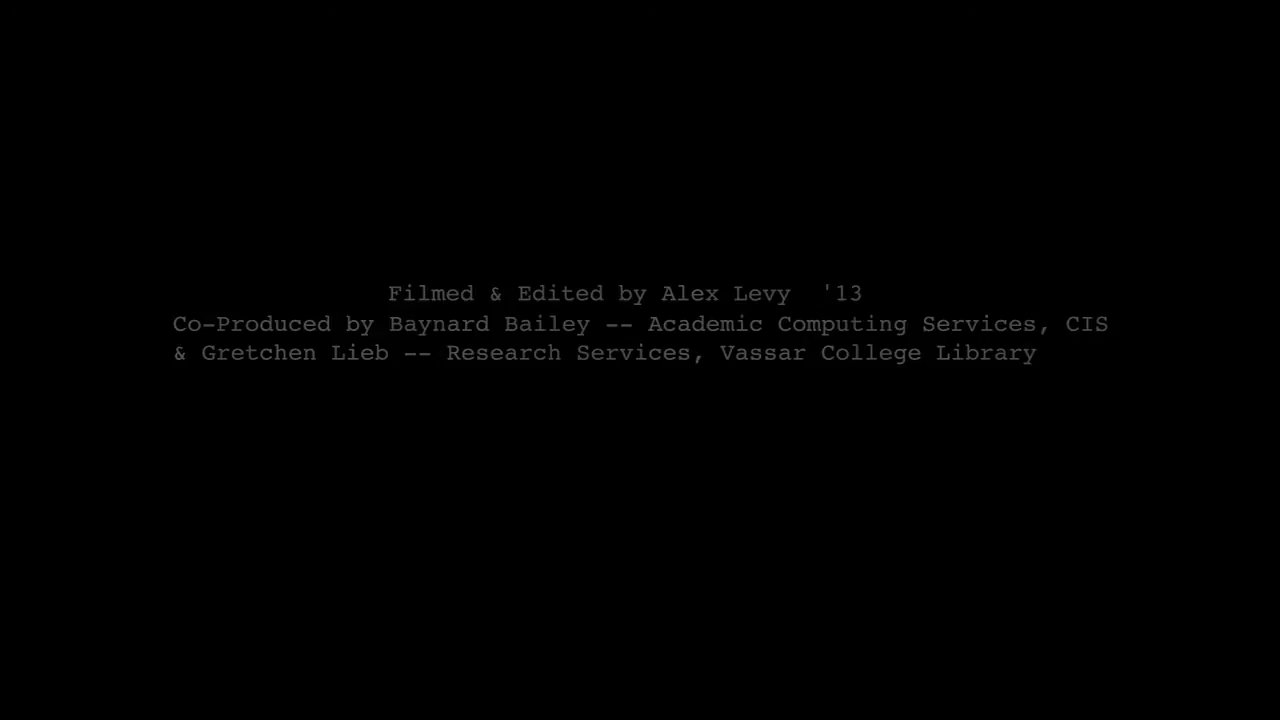 Filmed & Edited by Alex Levy  '13
Co-Produced by Baynard Bailey -- Academic Computing Services, CIS
& Gretchen Lieb -- Research Services, Vassar College Library